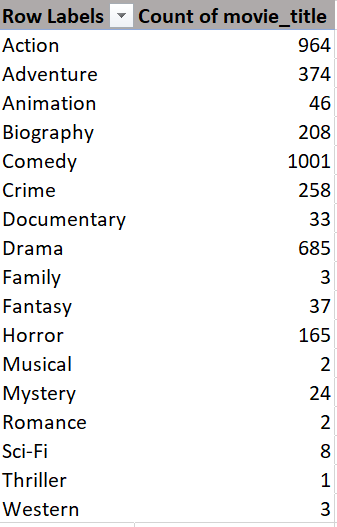 Row Labels Count of movie_title
Action 964
Adventure 374
Animation 46
Biography 208
Comedy 1001
Crime 258
Documentary 33
Drama 685
Family 3
Fantasy 37
Horror 165
Musical 2
Mystery 24
Romance 2
Sci-Fi 8
Thriller 1
Western 3